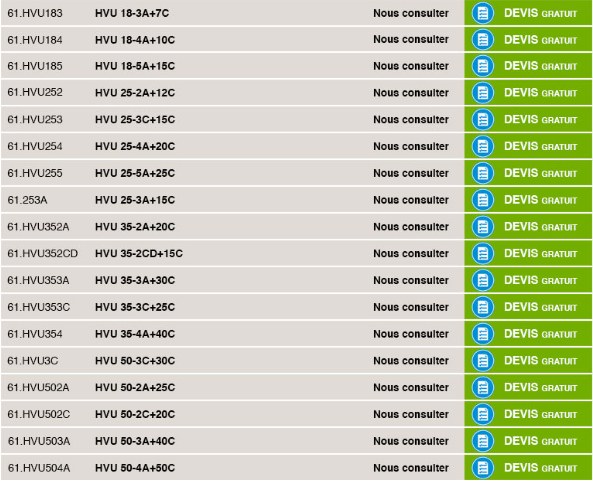 61.HVU183 HVU 18-3A+7C Nous consulter DEVIS GRATUIT
61.HVU184 HVU 18-4A+10C Nous consulter DEVIS GRATUIT
61.HVU185 HVU 18-5A+15C Nous consulter DEVIS GRATUIT
61.HVU252 HVU 25-2A+12C Nous consulter DEVIS GRATUIT
61.HVU253 HVU 25-3C+15C Nous consulter DEVIS GRATUIT
61.HVU254 HVU 25-4A+20C Nous consulter DEVIS GRATUIT
61.HVU255 HVU 25-5A+25C Nous consulter DEVIS GRATUIT
61.253A HVU 25-3A+15C Nous consulter DEVIS GRATUIT
61.HVU352A HVU 35-2A+20C Nous consulter DEVIS GRATUIT
61.HVU352CD HVU 35-2CD+15C Nous consulter DEVIS GRATUIT
61.HVU353A HVU 35-3A+30C Nous consulter DEVIS GRATUIT
61.HVU353C HVU 35-3C+25C Nous consulter DEVIS GRATUIT
61.HVU354 HVU 35-4A+40C Nous consulter DEVIS GRATUIT
61.HVU3C HVU 50-3C+30C Nous consulter DEVIS GRATUIT
61.HVU502A HVU 50-2A+25C Nous consulter DEVIS GRATUIT
61.HVU502C HVU 50-2C+20C Nous consulter DEVIS GRATUIT
61.HVU503A HVU 50-3A+40C Nous consulter DEVIS GRATUIT
61.HVU504A HVU 50-4A+50C Nous consulter DEVIS GRATUIT